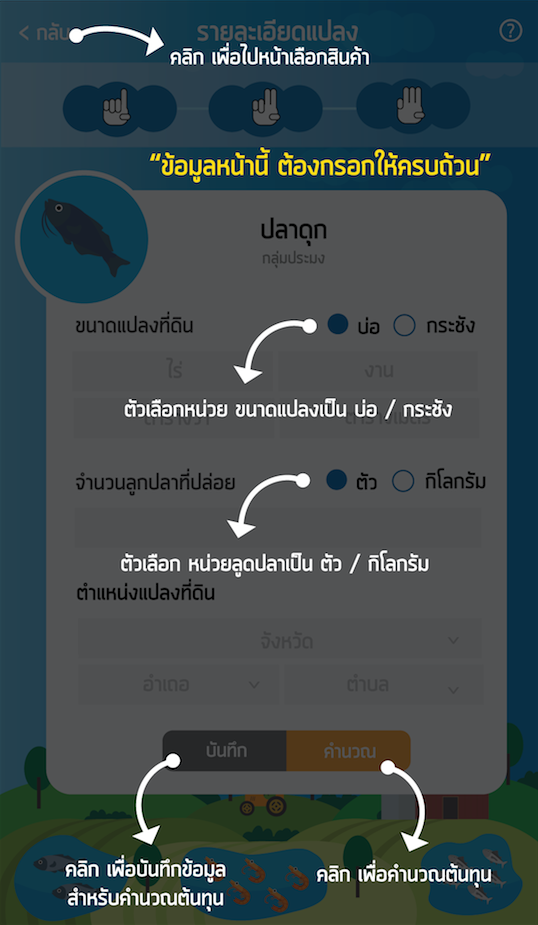 < กลับ
รายละเอียดแปลง
?
คลิก เพื่อไปหน้าเลือกสินค้า
“ข้อมูลหน้านี้ ต้องกรอกให้ครบถ้วน”
ปลาดุก
กลุ่มประมง
ขนาดแปลงที่ดิน บ่อ กระชัง
ไร่ งาน
ตัวเลือกหน่วย ขนาดแปลงเป็น บ่อ / กระชัง
ตารางวา ตารางเมตร
จำนวนลูกปลาที่ปล่อย ตัว กิโลกรัม
ตัวเลือก หน่วยลูดปลาเป็น ตัว / กิโลกรัม
ตำแหน่งแปลงที่ดิน
จังหวัด
อำเถอ ตำบล
บันทึก คำนวณ
คลิก เพื่อบันทึกข้อมูล
สำหรับคำนวณต้นทุน
คลิก เพื่อคำนวณต้นทุน